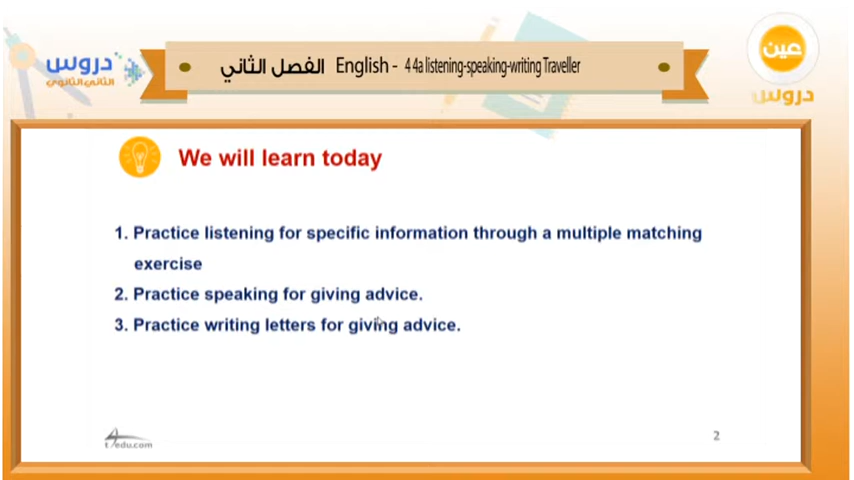 دروس
الثاني الثانوي
الفصل الثاني English - 4 4a listening-speaking-writing Traveller
عين
دروس
We will learn today
1. Practice listening for specific information through a multiple matching
exercise
2. Practice speaking for giving advice.
3. Practice writing letters for giving advice.
t4edu.com
2